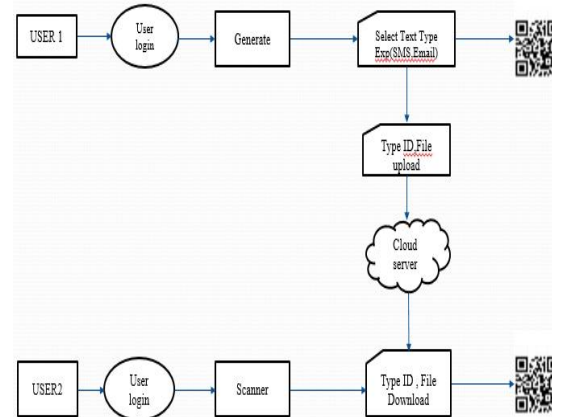 USER 1
User
login
Generate
Select Text Type
Exp(SMS,Email)
Type ID,File
upload
Cloud
server
USER2
User
login
Scanner
Type ID , File
Download